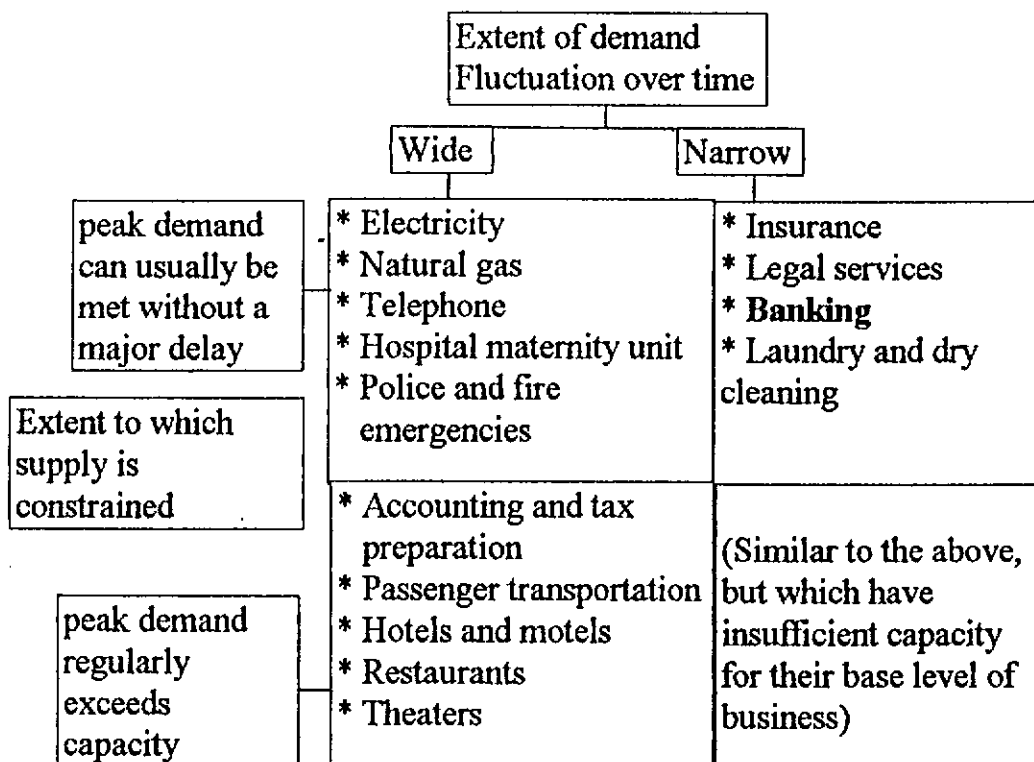 Extent of demand
Fluctuation over time
Wide
Narrow
peak demand
can usually be
met without a
major delay
* Electricity
* Natural gas
* Telephone
* Hospital maternity unit
* Police and fire
emergencies
* Insurance
* Legal services
* Banking
* Laundry and dry
cleaning
Extent to which
supply is
constrained
peak demand
regularly
exceeds
capacity
* Accounting and tax
preparation
* Passenger transportation
* Hotels and motels
* Restaurants
* Theaters
(Similar to the above,
but which have
insufficient capacity
for their base level of
business)